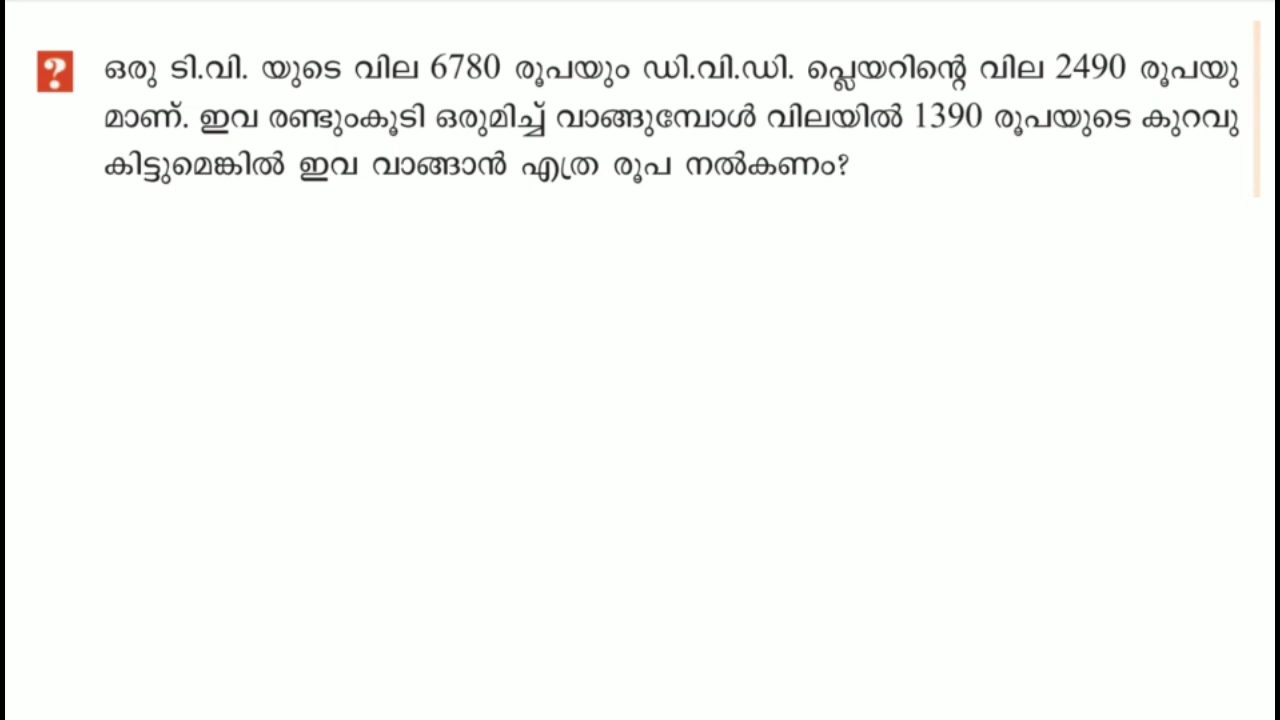 ? ഒരു ടി.വി. യുടെ വില 6780 രൂപയും ഡി.വി.ഡി. പ്ലെയറിന്റെ വില 2490 രൂപയു
മാണ്. ഇവ രണ്ടുംകൂടി ഒരുമിച്ച് വാങ്ങുമ്പോൾ വിലയിൽ 1390 രൂപയുടെ കുറവു
കിട്ടുമെങ്കിൽ ഇവ വാങ്ങാൻ എത്ര രൂപ നൽകണം?